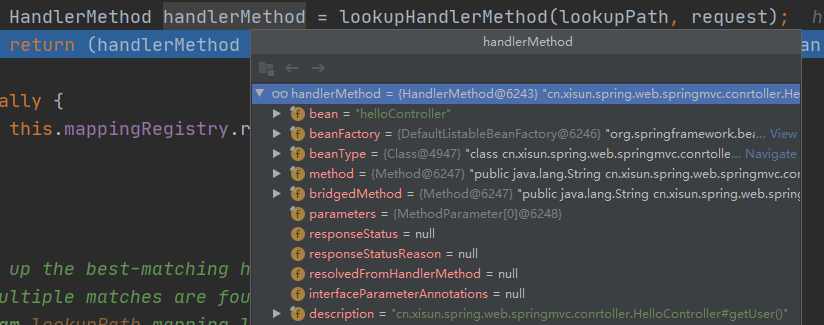 HandlerMethod handlerMethod = lookupHandlerMethod(lookupPath, request); h
return (handlerMethod
an
handlerMethod
handlerMethod = {HandlerMethod@6243} "cn.xisun.spring.web.springmvc.conrtoller.He
bean = "helloController"
ally {
beanFactory = {DefaultListableBeanFactory@6246} "org.springframework.bea... View
this.mappingRegistry.r
beanType = {Class@4947} "class cn.xisun.spring.web.springmvc.conrtolle... Navigate
method = {Method@6247} "public java.lang.String cn.xisun.spring.web.springmvc.co
bridgedMethod = {Method@6247} "public java.lang.String cn.xisun.spring.web.spring
parameters = {MethodParameter[0]@6248}
responseStatus = null
responseStatusReason = null
up the best-matching h
resolvedFromHandlerMethod = null
ultiple matches are fou
interfaceParameterAnnotations = null
am lookupPath mapping l
description = "cn.xisun.spring.web.springmvc.conrtoller.HelloController#getUser()"